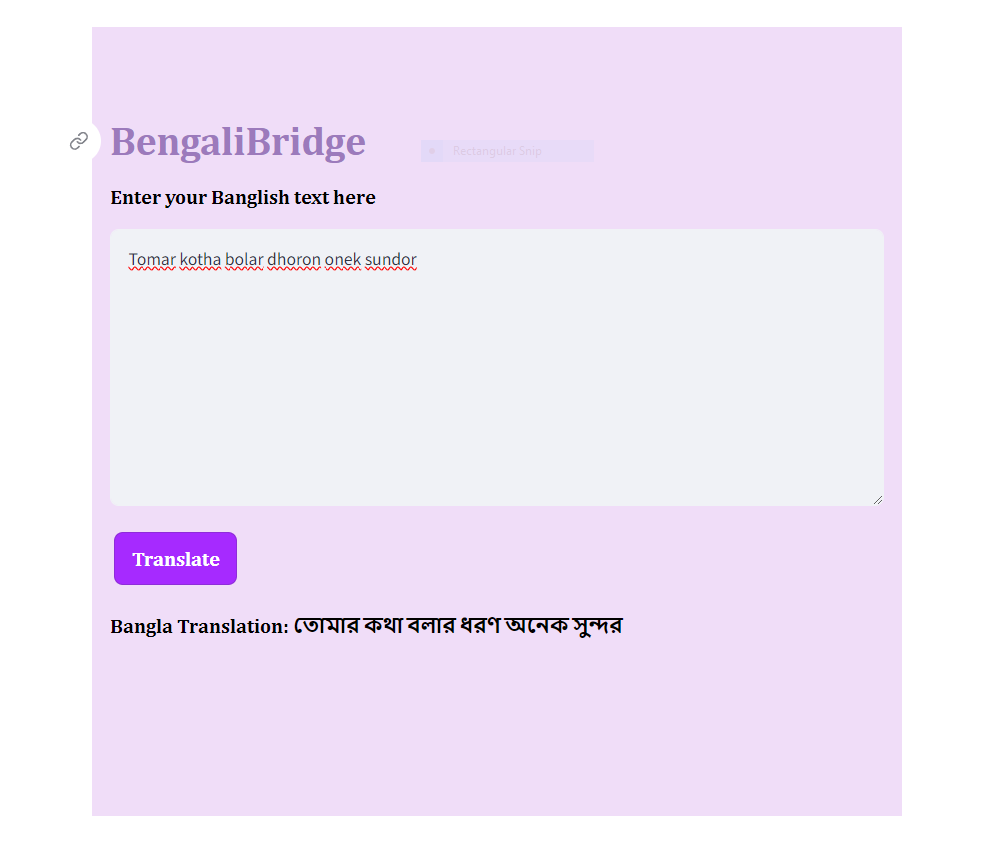 BengaliBridge
Rectangular Snip
Enter your Banglish text here
Tomar kotha bolar dhoron onek sundor
Translate
Bangla Translation: তোমার কথা বলার ধরণ অনেক সুন্দর